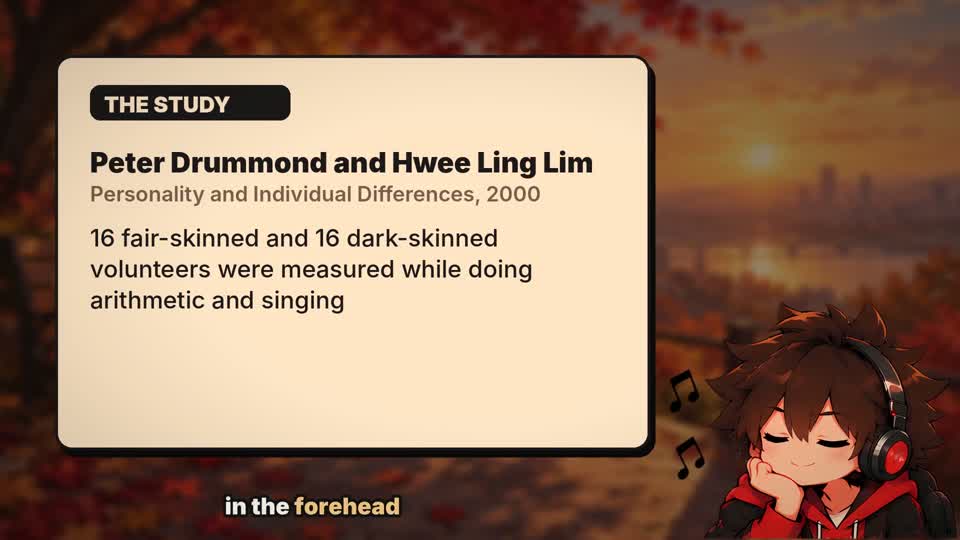 THE STUDY
Peter Drummond and Hwee Ling Lim
Personality and Individual Differences, 2000
16 fair-skinned and 16 dark-skinned
volunteers were measured while doing
arithmetic and singing
in the forehead